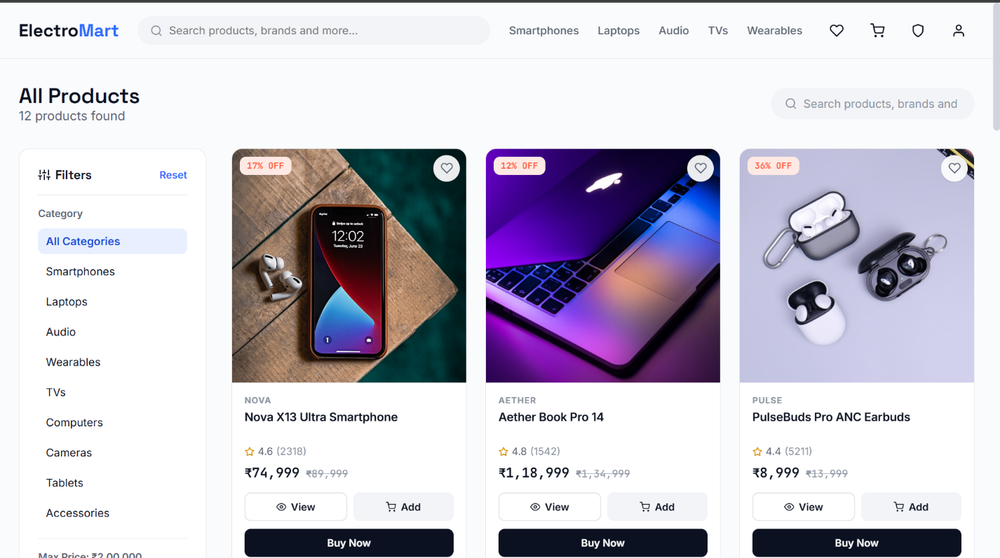 ElectroMart
Search products, brands and more...
Smartphones Laptops Audio TVs Wearables
All Products
12 products found
Search products, brands and
Filters Reset
Category
All Categories
Smartphones
Laptops
Audio
Wearables
TVs
Computers
Cameras
Tablets
Accessories
Max Price: ₹2,00,000
17% OFF
Swipe up to unlock
12:02
Tuesday, June 23
NOVA
Nova X13 Ultra Smartphone
4.6 (2318)
₹74,999 ₹89,999
View Add
Buy Now
12% OFF
AETHER
Aether Book Pro 14
4.8 (1542)
₹1,18,999 ₹1,34,999
View Add
Buy Now
36% OFF
PULSE
PulseBuds Pro ANC Earbuds
4.4 (5211)
₹8,999 ₹13,999
View Add
Buy Now